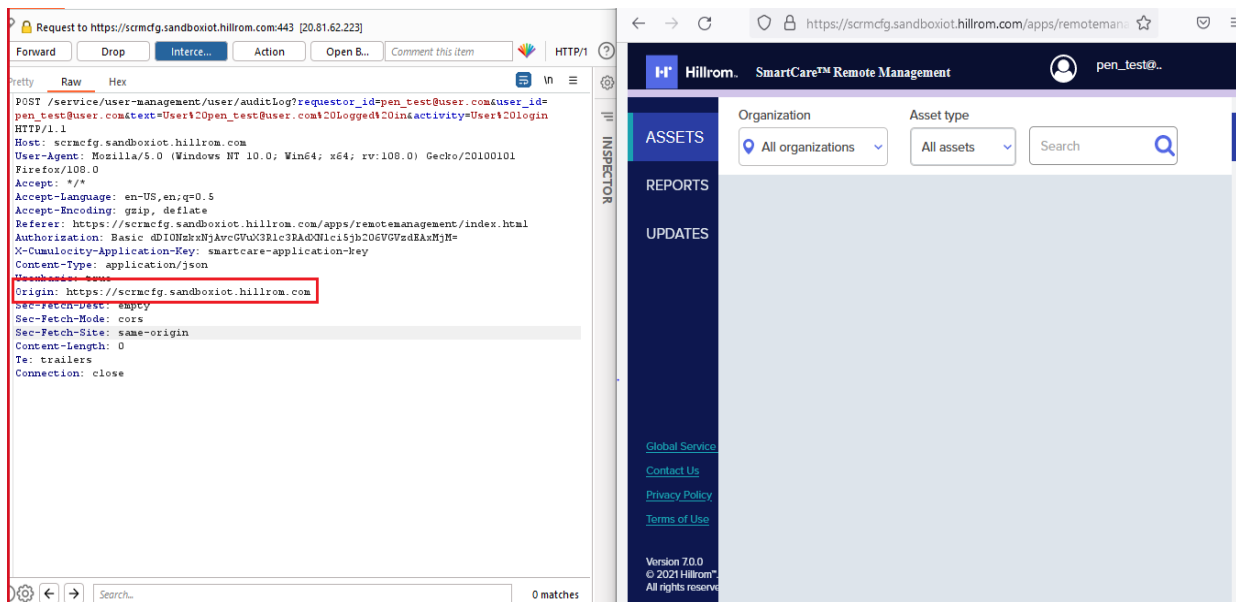 Request to https://scrmcfg.sandboxiot.hillrom.com:443 [20.81.62.223]
Forward Drop Interce... Action Open B... Comment this item HTTP/1
Pretty Raw Hex \n
POST /service/user-management/user/auditLog?requestor_id=pen_test@user.com&user_id=
pen_test@user.com&text=User%20pen_test@user.com%20Logged%20in&activity=User%20login
HTTP/1.1
Host: scrmcfg.sandboxiot.hillrom.com
User-Agent: Mozilla/5.0 (Windows NT 10.0; Win64; x64; rv:108.0) Gecko/20100101
Firefox/108.0
Accept: */*
Accept-Language: en-US,en;q=0.5
Accept-Encoding: gzip, deflate
Referer: https://scrmcfg.sandboxiot.hillrom.com/apps/remotemanagement/index.html
Authorization: Basic
X-Cumulocity-Application-Key: smartcare-application-key
Content-Type: application/json
true
Origin: https://scrmcfg.sandboxiot.hillrom.com
Sec-Fetch-Dest: empty
Sec-Fetch-Mode: cors
Sec-Fetch-Site: same-origin
Content-Length: 0
Te: trailers
Connection: close
INSPECTOR
Search...
0 matches
https://scrmcfg.sandboxiot.hillrom.com/apps/remotemana
Hillrom™ SmartCare™ Remote Management pen_test@..
ASSETS
REPORTS
UPDATES
Organization Asset type
All organizations All assets Search
Global Service
Contact Us
Privacy Policy
Terms of Use
Version 7.0.0
© 2021 Hillrom™.
All rights reserve